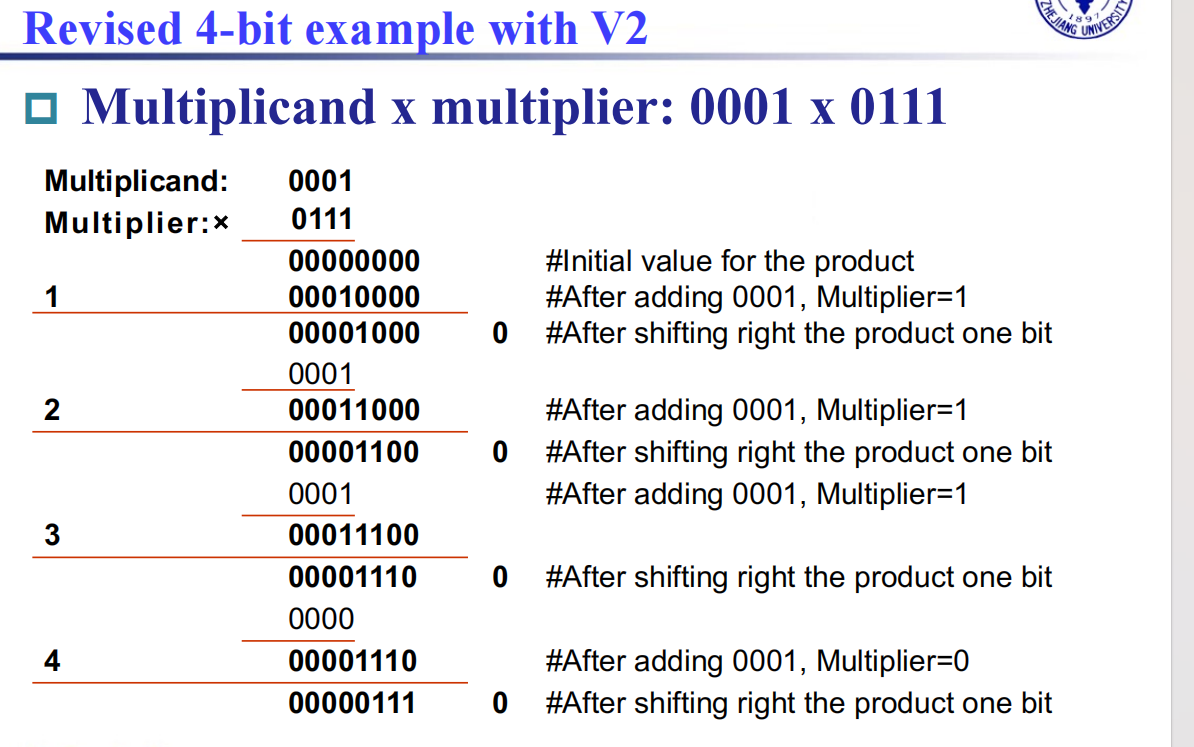 Revised 4-bit example with V2
1897
ZHEJIANG UNIVERSITY
Multiplicand x multiplier: 0001 x 0111
Multiplicand: 0001
Multiplier:× 0111
00000000 #Initial value for the product
1 00010000 #After adding 0001, Multiplier=1
00001000 0 #After shifting right the product one bit
0001
2 00011000 #After adding 0001, Multiplier=1
00001100 0 #After shifting right the product one bit
0001 #After adding 0001, Multiplier=1
3 00011100
00001110 0 #After shifting right the product one bit
0000
4 00001110 #After adding 0001, Multiplier=0
00000111 0 #After shifting right the product one bit